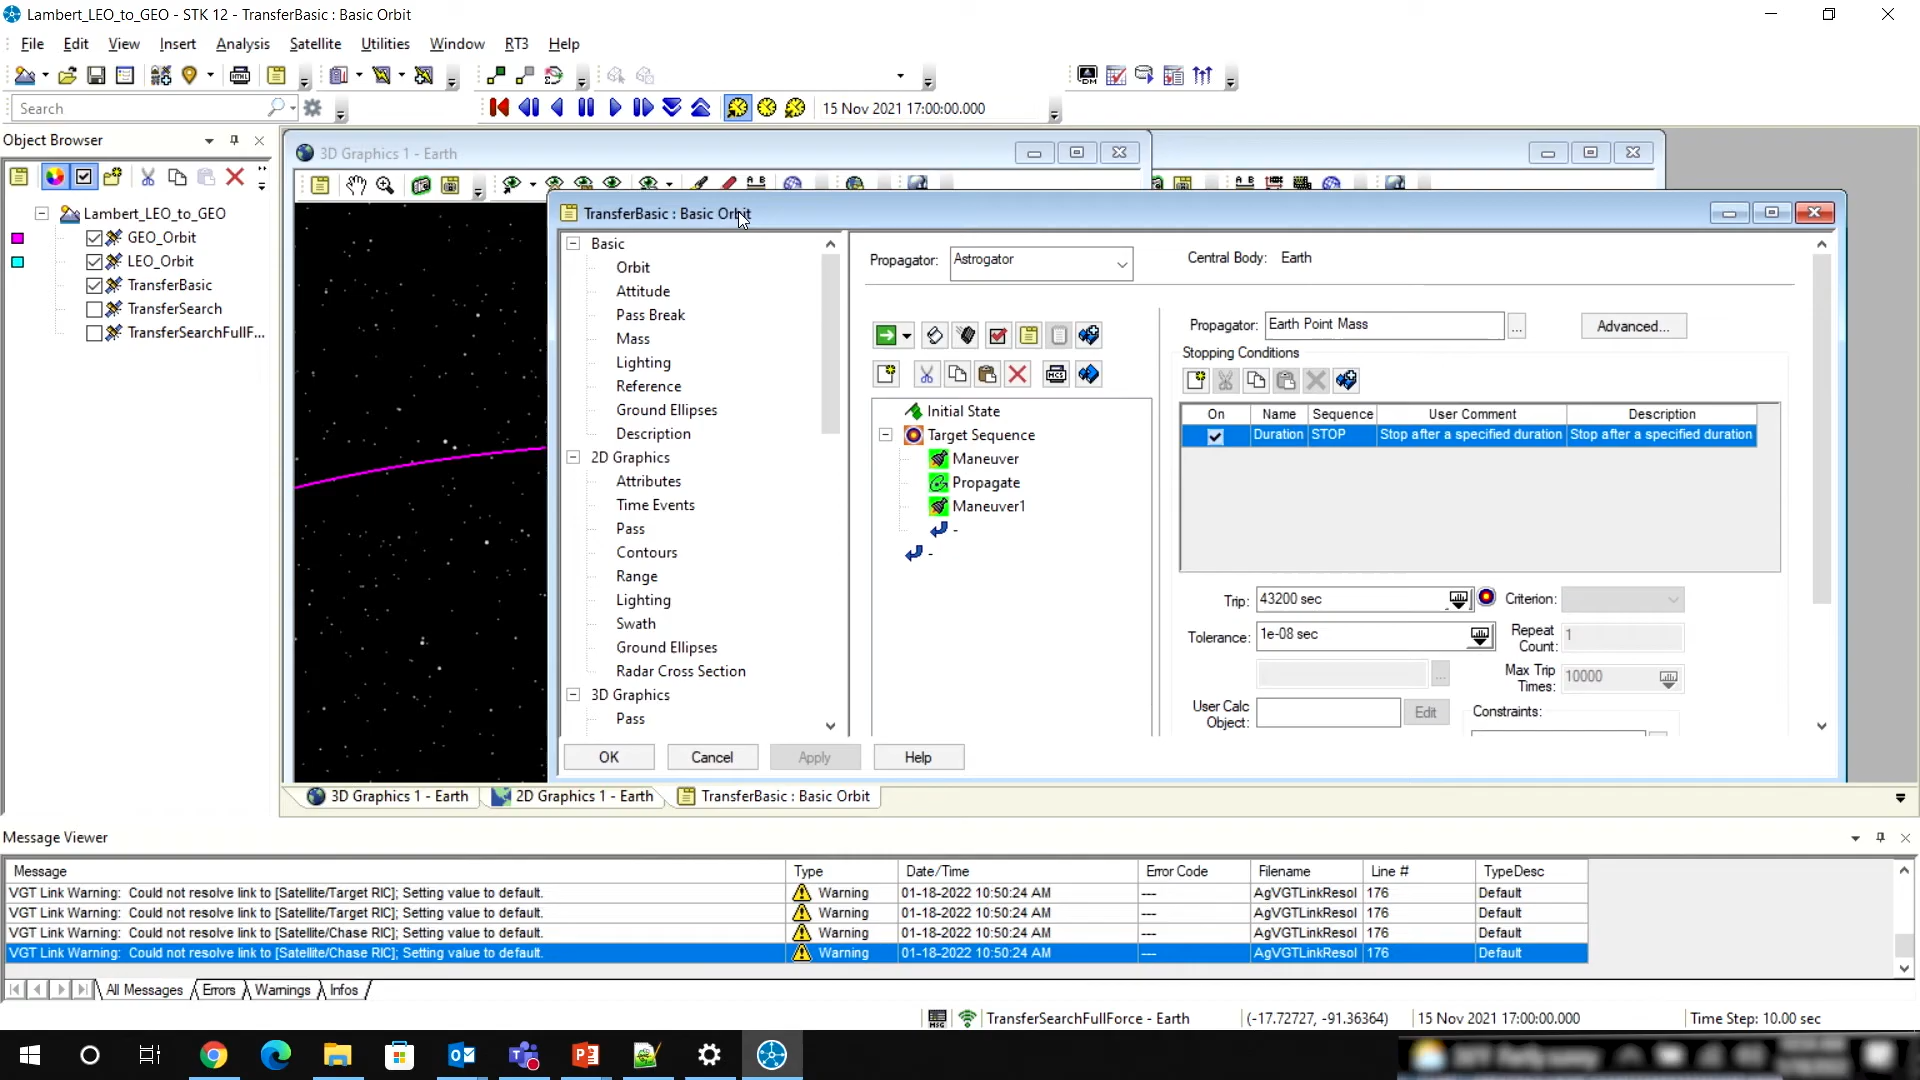 Lambert_LEO_to_GEO - STK 12 - TransferBasic : Basic Orbit
File Edit View Insert Analysis Satellite Utilities Window RT3 Help
Search
15 Nov 2021 17:00:00.000
Object Browser
Lambert_LEO_to_GEO
GEO_Orbit
LEO_Orbit
TransferBasic
TransferSearch
TransferSearchFullF...
3D Graphics 1 - Earth
TransferBasic : Basic Orbit
Basic
Orbit
Attitude
Pass Break
Mass
Lighting
Reference
Ground Ellipses
Description
2D Graphics
Attributes
Time Events
Pass
Contours
Range
Lighting
Swath
Ground Ellipses
Radar Cross Section
3D Graphics
Pass
Propagator: Astrogator
Central Body: Earth
Initial State
Target Sequence
Maneuver
Propagate
Maneuver1
-
-
Propagator: Earth Point Mass ... Advanced...
Stopping Conditions
On Name Sequence User Comment Description
Duration STOP Stop after a specified duration Stop after a specified duration
Trip: 43200 sec Criterion:
Tolerance: 1e-08 sec Repeat Count: 1
... Max Trip Times: 10000
User Calc Object: Edit Constraints:
OK Cancel Apply Help
3D Graphics 1 - Earth 2D Graphics 1 - Earth TransferBasic : Basic Orbit
Message Viewer
Message Type Date/Time Error Code Filename Line # TypeDesc
VGT Link Warning: Could not resolve link to [Satellite/Target RIC]; Setting value to default. Warning 01-18-2022 10:50:24 AM --- AgVGTLinkResol 176 Default
VGT Link Warning: Could not resolve link to [Satellite/Target RIC]; Setting value to default. Warning 01-18-2022 10:50:24 AM --- AgVGTLinkResol 176 Default
VGT Link Warning: Could not resolve link to [Satellite/Chase RIC]; Setting value to default. Warning 01-18-2022 10:50:24 AM --- AgVGTLinkResol 176 Default
VGT Link Warning: Could not resolve link to [Satellite/Chase RIC]; Setting value to default. Warning 01-18-2022 10:50:24 AM --- AgVGTLinkResol 176 Default
All Messages Errors Warnings Infos
TransferSearchFullForce - Earth (-17.72727, -91.36364) 15 Nov 2021 17:00:00.000 Time Step: 10.00 sec